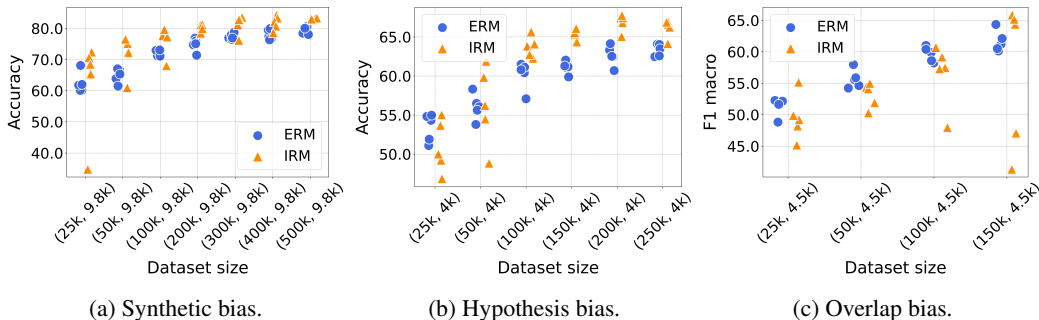 80.0
70.0
60.0
50.0
40.0
Accuracy
ERM
IRM
(25k, 9.8k)
(50k, 9.8k)
(100k, 9.8k)
(200k, 9.8k)
(300k, 9.8k)
(400k, 9.8k)
(500k, 9.8k)
Dataset size
(a) Synthetic bias.
65.0
60.0
55.0
50.0
Accuracy
ERM
IRM
(25k, 4k)
(50k, 4k)
(100k, 4k)
(150k, 4k)
(200k, 4k)
(250k, 4k)
Dataset size
(b) Hypothesis bias.
65.0
60.0
55.0
50.0
45.0
F1 macro
ERM
IRM
(25k, 4.5k)
(50k, 4.5k)
(100k, 4.5k)
(150k, 4.5k)
Dataset size
(c) Overlap bias.